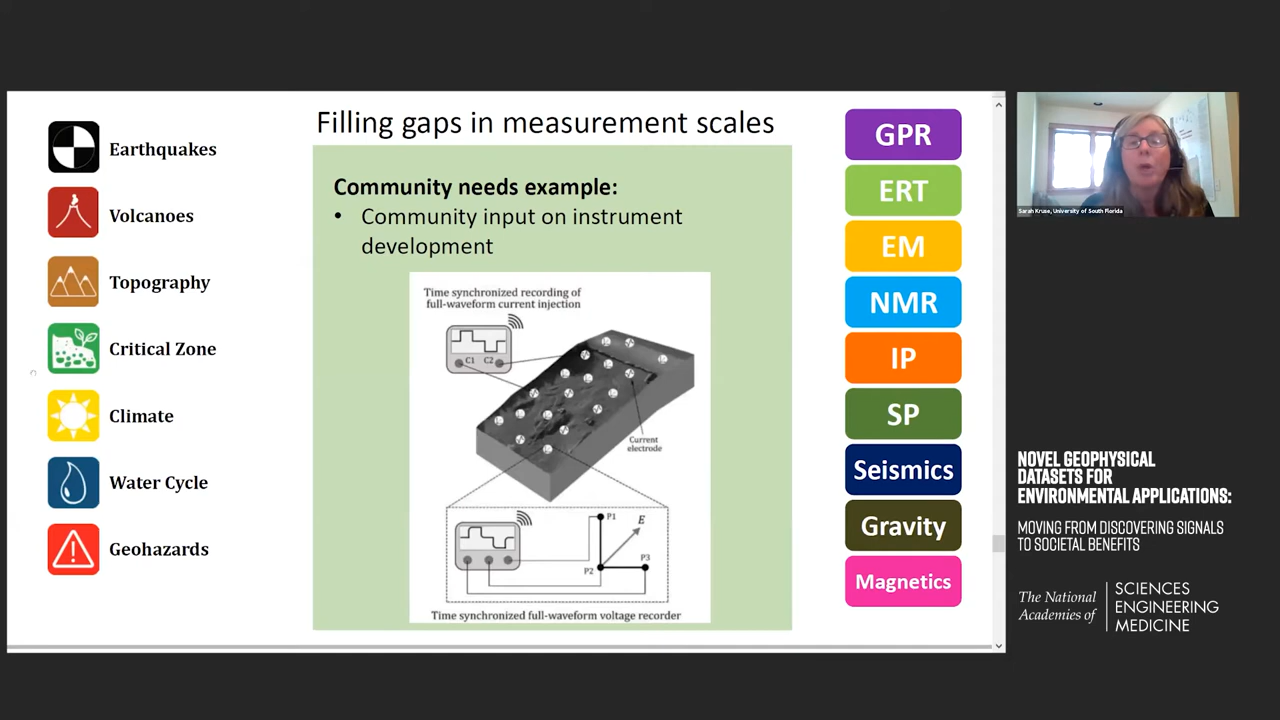 Filling gaps in measurement scales
Earthquakes
Volcanoes
Topography
Critical Zone
Climate
Water Cycle
Geohazards
Community needs example:
• Community input on instrument
development
Time synchronized recording of
full-waveform current injection
C1 C2
Current
electrode
P1
E
P3
P2
Time synchronized full-waveform voltage recorder
GPR
ERT
EM
NMR
IP
SP
Seismics
Gravity
Magnetics
Sarah Kruse, University of South Florida
NOVEL GEOPHYSICAL
DATASETS FOR
ENVIRONMENTAL APPLICATIONS:
MOVING FROM DISCOVERING SIGNALS
TO SOCIETAL BENEFITS
The National
Academies of
SCIENCES
ENGINEERING
MEDICINE